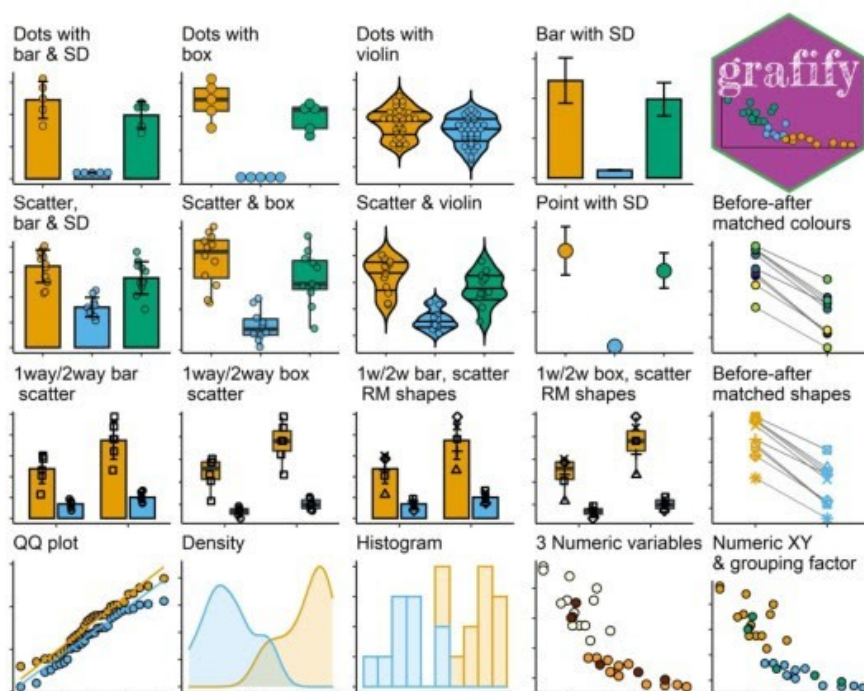 Dots with
bar & SD
Dots with
box
Dots with
violin
Bar with SD
grafify
Scatter,
bar & SD
Scatter & box
Scatter & violin
Point with SD
Before-after
matched colours
1way/2way bar
scatter
1way/2way box
scatter
1w/2w bar, scatter
RM shapes
1w/2w box, scatter
RM shapes
Before-after
matched shapes
QQ plot
Density
Histogram
3 Numeric variables
Numeric XY
& grouping factor